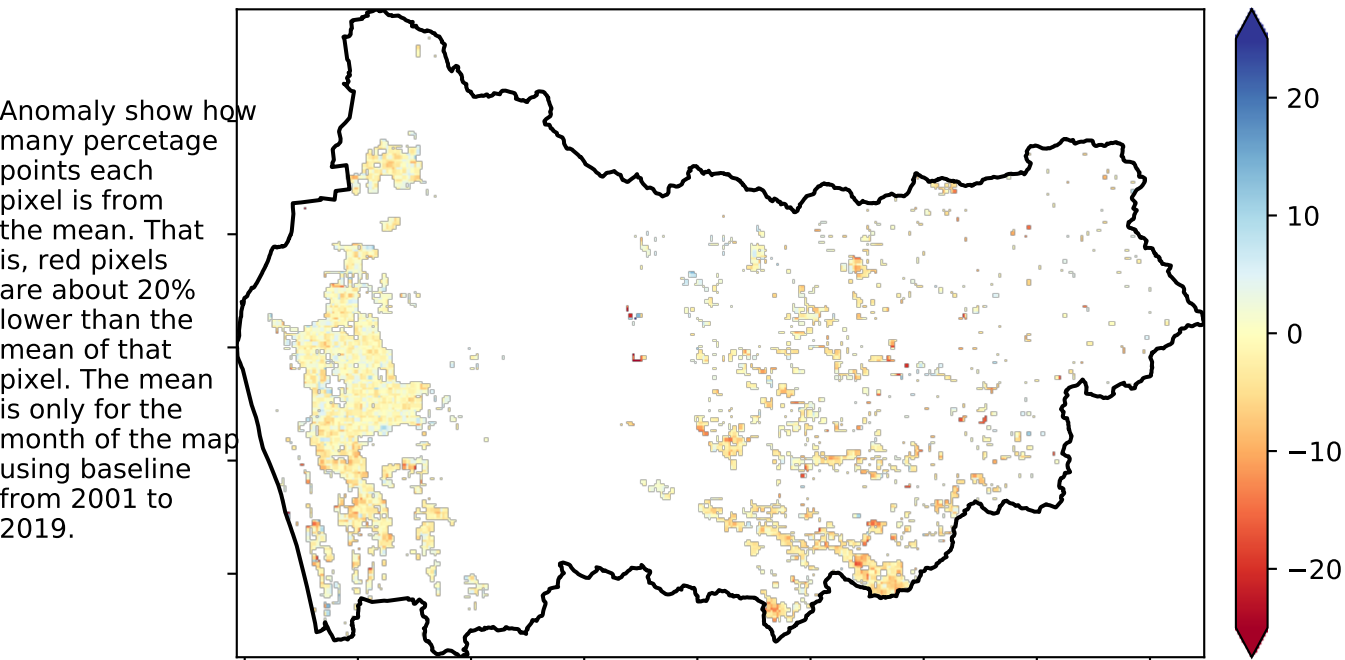 Anomaly show how
many percetage
points each
pixel is from
the mean. That
is, red pixels
are about 20%
lower than the
mean of that
pixel. The mean
is only for the
month of the map
using baseline
from 2001 to
2019.
20
10
0
−10
−20